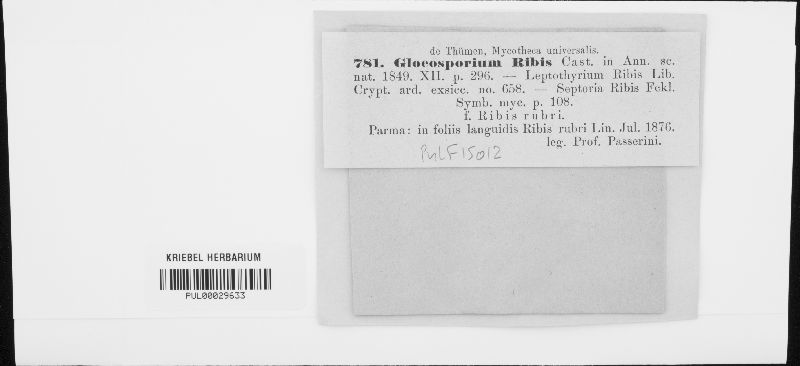 de Thümen, Mycotheca universalis.
781. Gloeosporium Ribis Cast. in Ann. sc.
nat. 1849. XII. p. 296. — Leptothyrium Ribis Lib.
Crypt. ard. exsicc. no. 658. — Septoria Ribis Fckl.
Symb. myc. p. 108.
f. Ribis rubri.
Parma: in foliis languidis Ribis rubri Lin. Jul. 1876.
leg. Prof. Passerini.
PULF15012
KRIEBEL HERBARIUM
PUL00029633